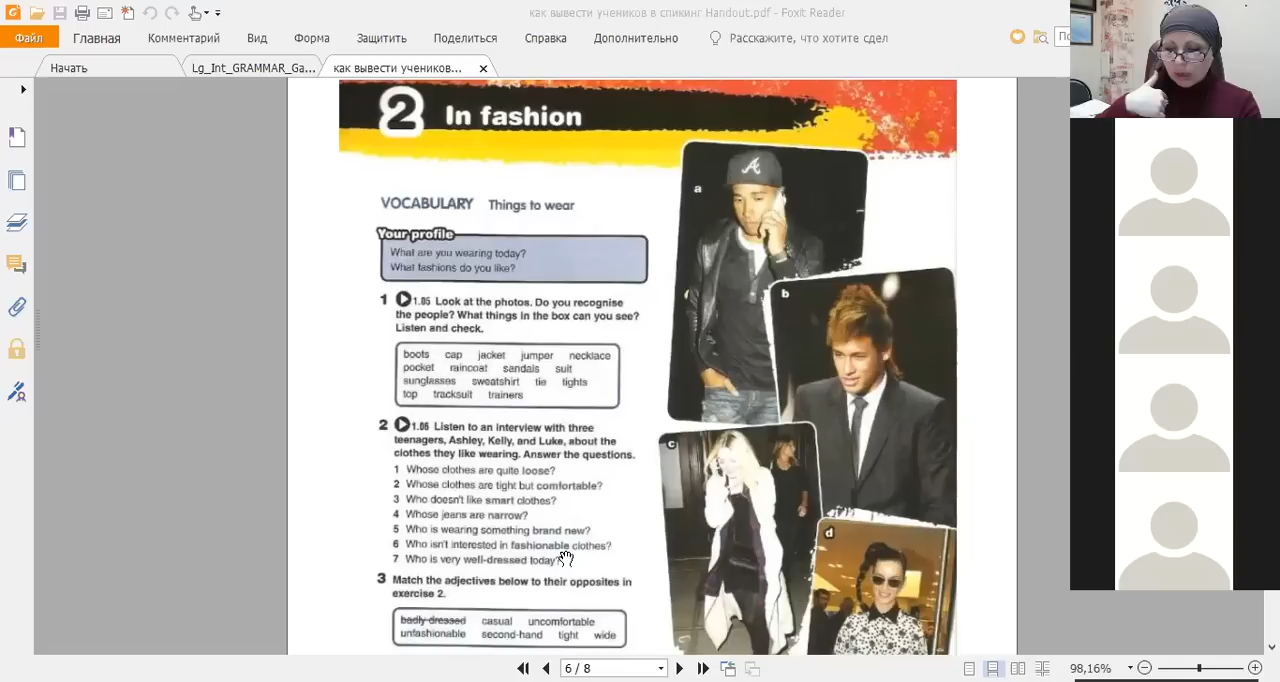 как вывести учеников в спикинг Handout.pdf - Foxit Reader
Файл Главная Комментарий Вид Форма Защитить Поделиться Справка Дополнительно Расскажите, что хотите сдел
Начать Lg_Int_GRAMMAR_Ga... как вывести учеников...
2 In fashion
VOCABULARY Things to wear
Your profile
What are you wearing today?
What fashions do you like?
1 1.05 Look at the photos. Do you recognise
the people? What things in the box can you see?
Listen and check.
boots cap jacket jumper necklace
pocket raincoat sandals suit
sunglasses sweatshirt tie tights
top tracksuit trainers
2 1.06 Listen to an interview with three
teenagers, Ashley, Kelly, and Luke, about the
clothes they like wearing. Answer the questions.
1 Whose clothes are quite loose?
2 Whose clothes are tight but comfortable?
3 Who doesn't like smart clothes?
4 Whose jeans are narrow?
5 Who is wearing something brand new?
6 Who isn't interested in fashionable clothes?
7 Who is very well-dressed today?
3 Match the adjectives below to their opposites in
exercise 2.
badly dressed casual uncomfortable
unfashionable second-hand tight wide
a
A
b
c
d
6 / 8
98,16%